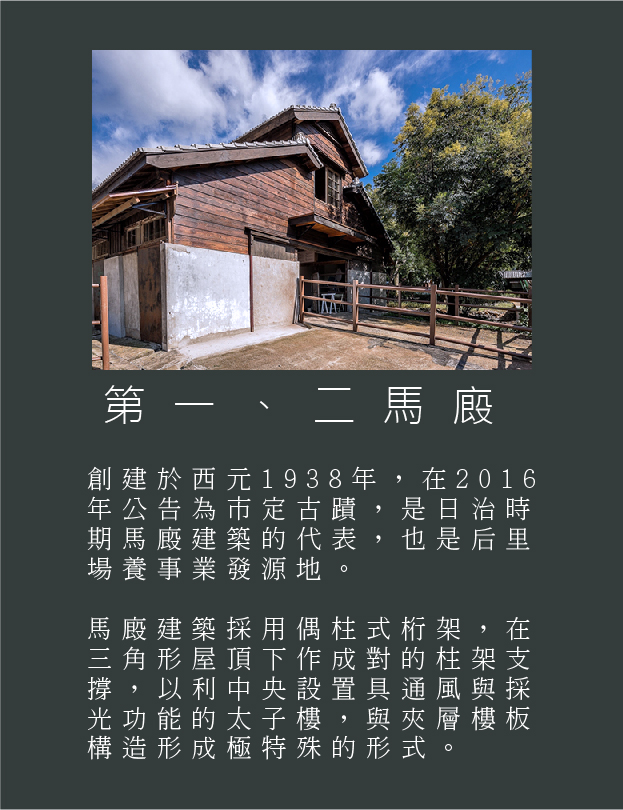 第一、二馬廄
創建於西元1938年，在2016
年公告為市定古蹟，是日治時
期馬廄建築的代表，也是后里
場養事業發源地。
馬廄建築採用偶柱式桁架，在
三角形屋頂下作成對的柱架支
撐，以利中央設置具通風與採
光功能的太子樓，與夾層樓板
構造形成極特殊的形式。